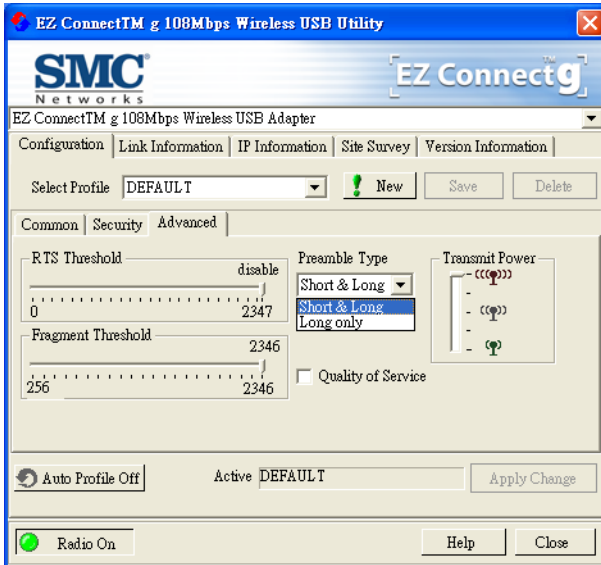 EZ ConnectTM g 108Mbps Wireless USB Utility
SMC®
Networks
EZ Connect™ g
EZ ConnectTM g 108Mbps Wireless USB Adapter
Configuration Link Information IP Information Site Survey Version Information
Select Profile DEFAULT New Save Delete
Common Security Advanced
RTS Threshold
disable
0 2347
Fragment Threshold
2346
256 2346
Preamble Type
Short & Long
Short & Long
Long only
Quality of Service
Transmit Power
Auto Profile Off Active DEFAULT Apply Change
Radio On Help Close